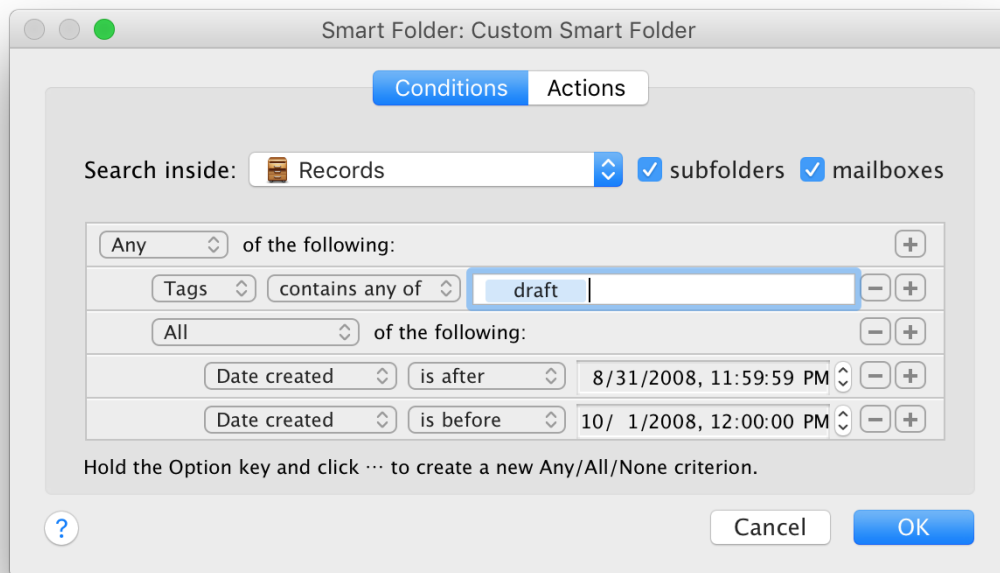 Smart Folder: Custom Smart Folder
Conditions Actions
Search inside: Records subfolders mailboxes
Any of the following: +
Tags contains any of draft − +
All of the following: − +
Date created is after 8/31/2008, 11:59:59 PM − +
Date created is before 10/ 1/2008, 12:00:00 PM − +
Hold the Option key and click ··· to create a new Any/All/None criterion.
? Cancel OK